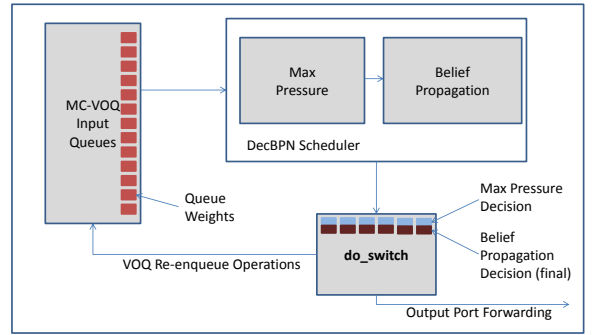 MC-VOQ
Input
Queues
Max
Pressure
Belief
Propagation
DecBPN Scheduler
Queue
Weights
Max Pressure
Decision
Belief
Propagation
Decision (final)
do_switch
VOQ Re-enqueue Operations
Output Port Forwarding